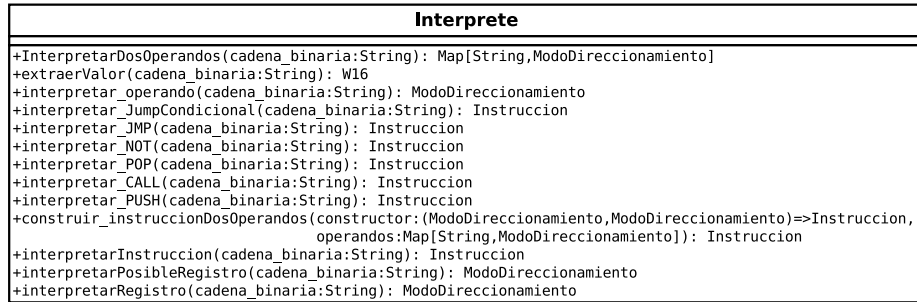 Interprete
+InterpretarDosOperandos(cadena_binaria:String): Map[String,ModoDireccionamiento]
+extraerValor(cadena_binaria:String): W16
+interpretar_operando(cadena_binaria:String): ModoDireccionamiento
+interpretar_JumpCondicional(cadena_binaria:String): Instruccion
+interpretar_JMP(cadena_binaria:String): Instruccion
+interpretar_NOT(cadena_binaria:String): Instruccion
+interpretar_POP(cadena_binaria:String): Instruccion
+interpretar_CALL(cadena_binaria:String): Instruccion
+interpretar_PUSH(cadena_binaria:String): Instruccion
+construir_instruccionDosOperandos(constructor:(ModoDireccionamiento,ModoDireccionamiento)=>Instruccion,
operandos:Map[String,ModoDireccionamiento]): Instruccion
+interpretarInstruccion(cadena_binaria:String): Instruccion
+interpretarPosibleRegistro(cadena_binaria:String): ModoDireccionamiento
+interpretarRegistro(cadena_binaria:String): ModoDireccionamiento